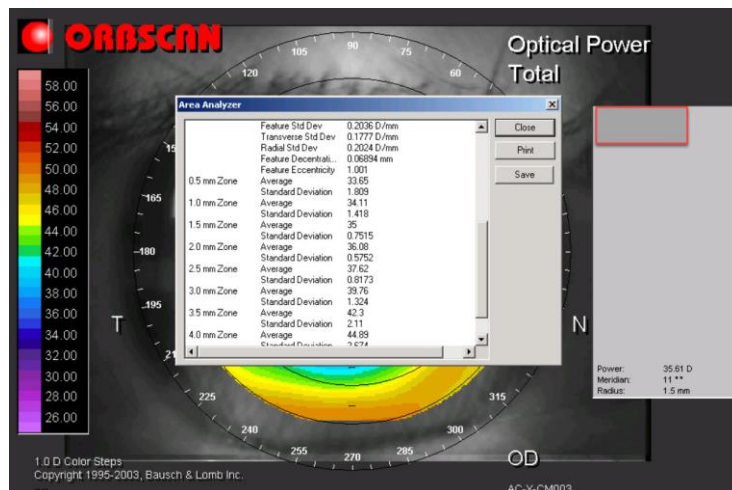 ORBSCAN
Optical Power
Total
105
90
75
120
60
58.00
56.00
54.00
52.00
50.00
48.00
46.00
44.00
42.00
40.00
38.00
36.00
34.00
32.00
30.00
28.00
26.00
165
-180
195
T
N
225
240
255
270
285
300
315
Area Analyzer
Feature Std Dev 0.2036 D/mm
Transverse Std Dev 0.1777 D/mm
Radial Std Dev 0.2024 D/mm
Feature Decentrati... 0.06894 mm
Feature Eccentricity 1.001
0.5 mm Zone Average 33.65
Standard Deviation 1.809
1.0 mm Zone Average 34.11
Standard Deviation 1.418
1.5 mm Zone Average 35
Standard Deviation 0.7515
2.0 mm Zone Average 36.08
Standard Deviation 0.5752
2.5 mm Zone Average 37.62
Standard Deviation 0.8173
3.0 mm Zone Average 39.76
Standard Deviation 1.324
3.5 mm Zone Average 42.3
Standard Deviation 2.11
4.0 mm Zone Average 44.89
Standard Deviation 2.674
Close
Print
Save
Power: 35.61 D
Meridian: 11 **
Radius: 1.5 mm
OD
1.0 D Color Steps
Copyright 1995-2003, Bausch & Lomb Inc.
AC-Y-CM003